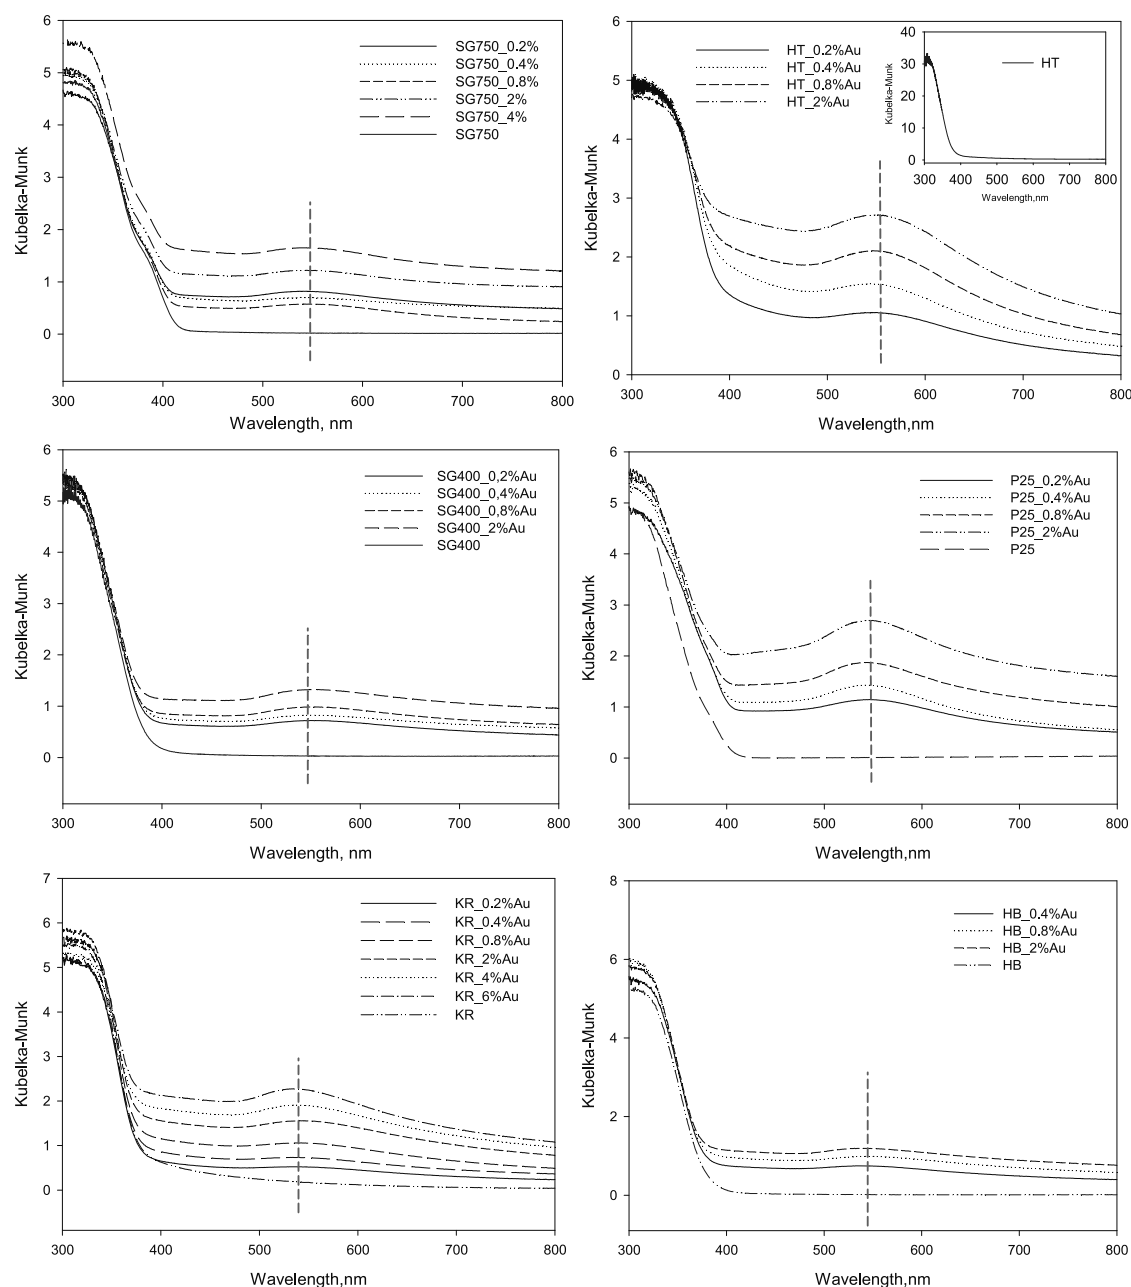 6
5
4
3
2
1
0
300 400 500 600 700 800
Kubelka-Munk
Wavelength, nm
SG750_0.2%
SG750_0.4%
SG750_0.8%
SG750_2%
SG750_4%
SG750
6
5
4
3
2
1
0
300 400 500 600 700 800
Kubelka-Munk
Wavelength,nm
HT_0.2%Au
HT_0.4%Au
HT_0.8%Au
HT_2%Au
40
30
20
10
0
300 400 500 600 700 800
Kubelka-Munk
Wavelength,nm
HT
6
5
4
3
2
1
0
300 400 500 600 700 800
Kubelka-Munk
Wavelength, nm
SG400_0,2%Au
SG400_0,4%Au
SG400_0,8%Au
SG400_2%Au
SG400
6
5
4
3
2
1
0
300 400 500 600 700 800
Kubelka-Munk
Wavelength,nm
P25_0,2%Au
P25_0.4%Au
P25_0.8%Au
P25_2%Au
P25
7
6
5
4
3
2
1
0
300 400 500 600 700 800
Kubelka-Munk
Wavelength,nm
KR_0.2%Au
KR_0.4%Au
KR_0.8%Au
KR_2%Au
KR_4%Au
KR_6%Au
KR
8
6
4
2
0
300 400 500 600 700 800
Kubelka-Munk
Wavelength,nm
HB_0.4%Au
HB_0.8%Au
HB_2%Au
HB